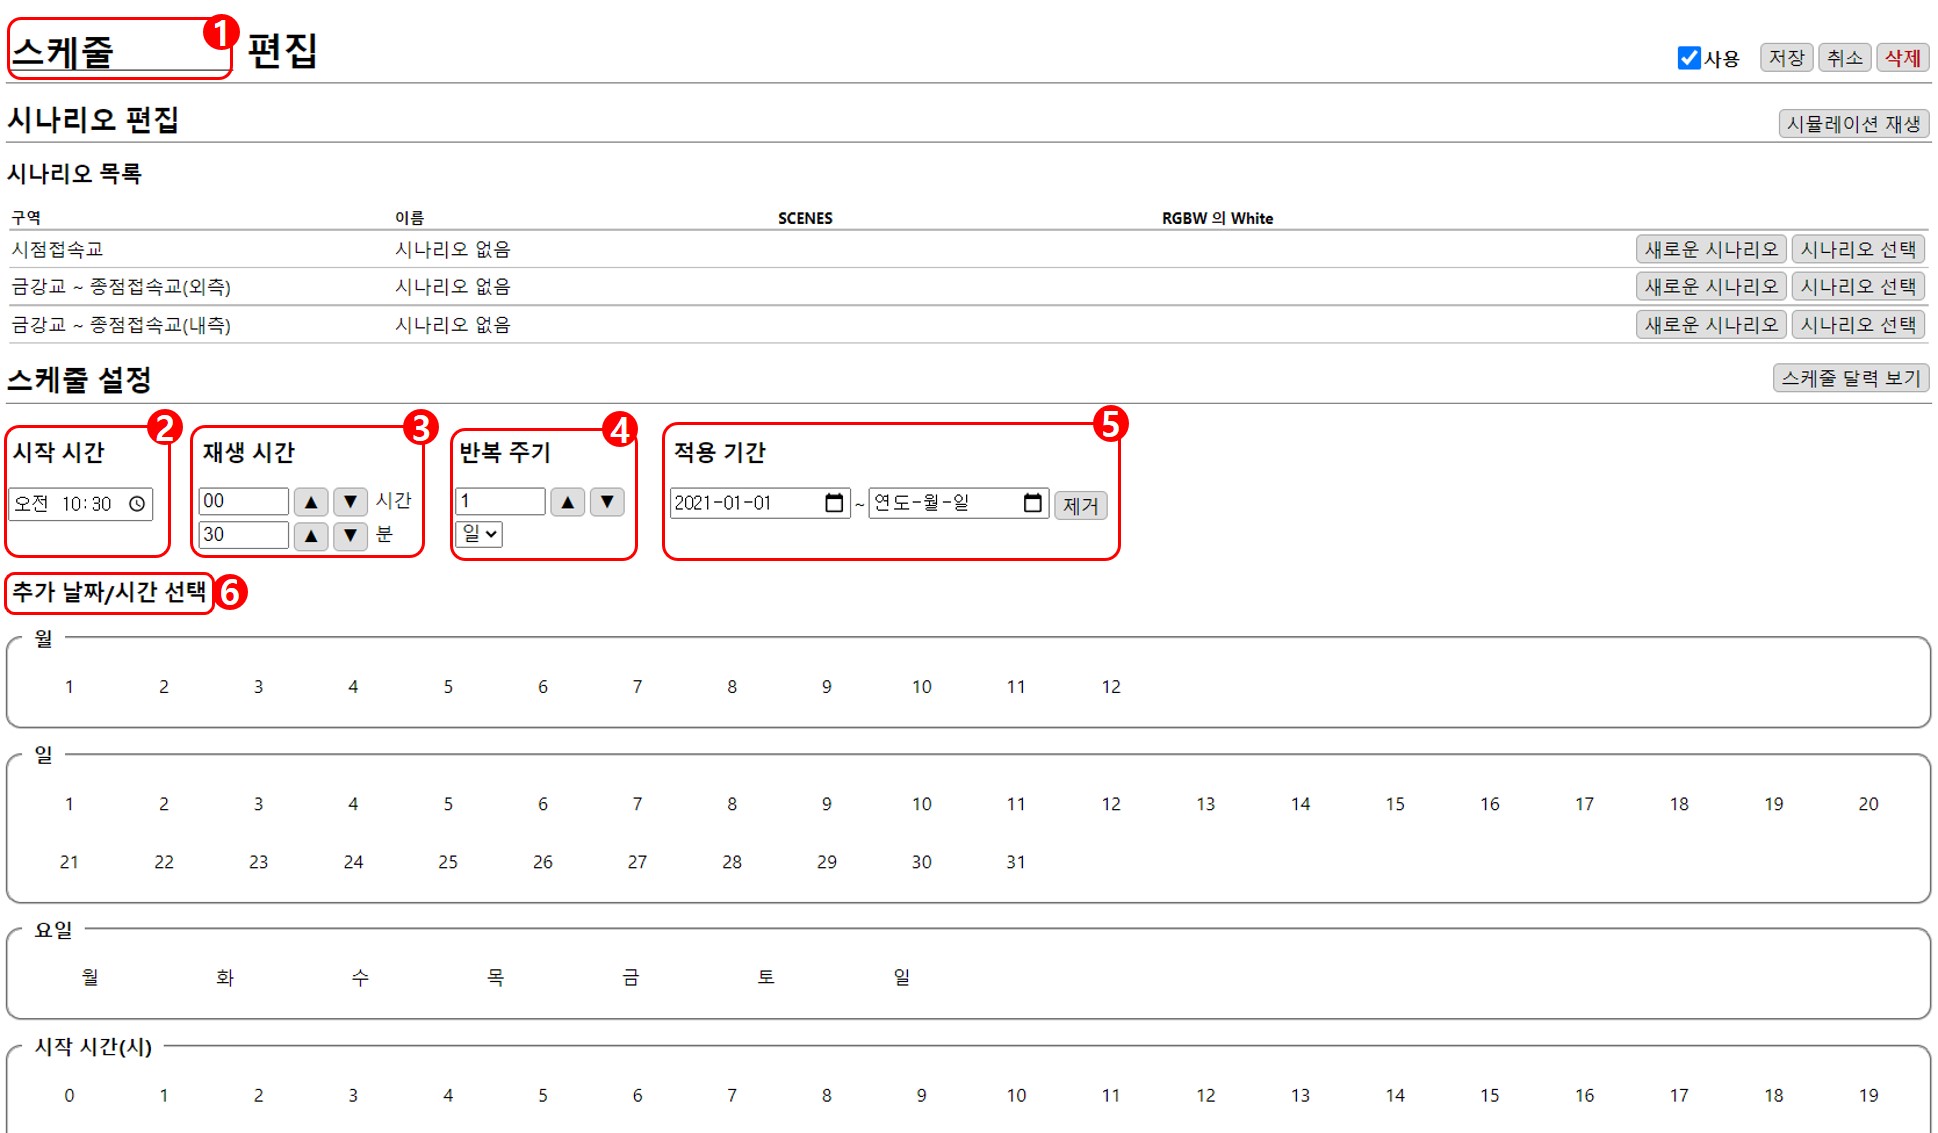 스케줄 1 편집
사용 저장 취소 삭제
시나리오 편집 시뮬레이션 재생
시나리오 목록
구역 이름 SCENES RGBW 의 White
시점접속교 시나리오 없음 새로운 시나리오 시나리오 선택
금강교 ~ 종점접속교(외측) 시나리오 없음 새로운 시나리오 시나리오 선택
금강교 ~ 종점접속교(내측) 시나리오 없음 새로운 시나리오 시나리오 선택
스케줄 설정 스케줄 달력 보기
2 3 4 5
시작 시간 재생 시간 반복 주기 적용 기간
오전 10:30 00 ▲ ▼ 시간 1 ▲ ▼ 2021-01-01 ~ 연도-월-일 제거
30 ▲ ▼ 분 일
추가 날짜/시간 선택 6
월
1 2 3 4 5 6 7 8 9 10 11 12
일
1 2 3 4 5 6 7 8 9 10 11 12 13 14 15 16 17 18 19 20
21 22 23 24 25 26 27 28 29 30 31
요일
월 화 수 목 금 토 일
시작 시간(시)
0 1 2 3 4 5 6 7 8 9 10 11 12 13 14 15 16 17 18 19